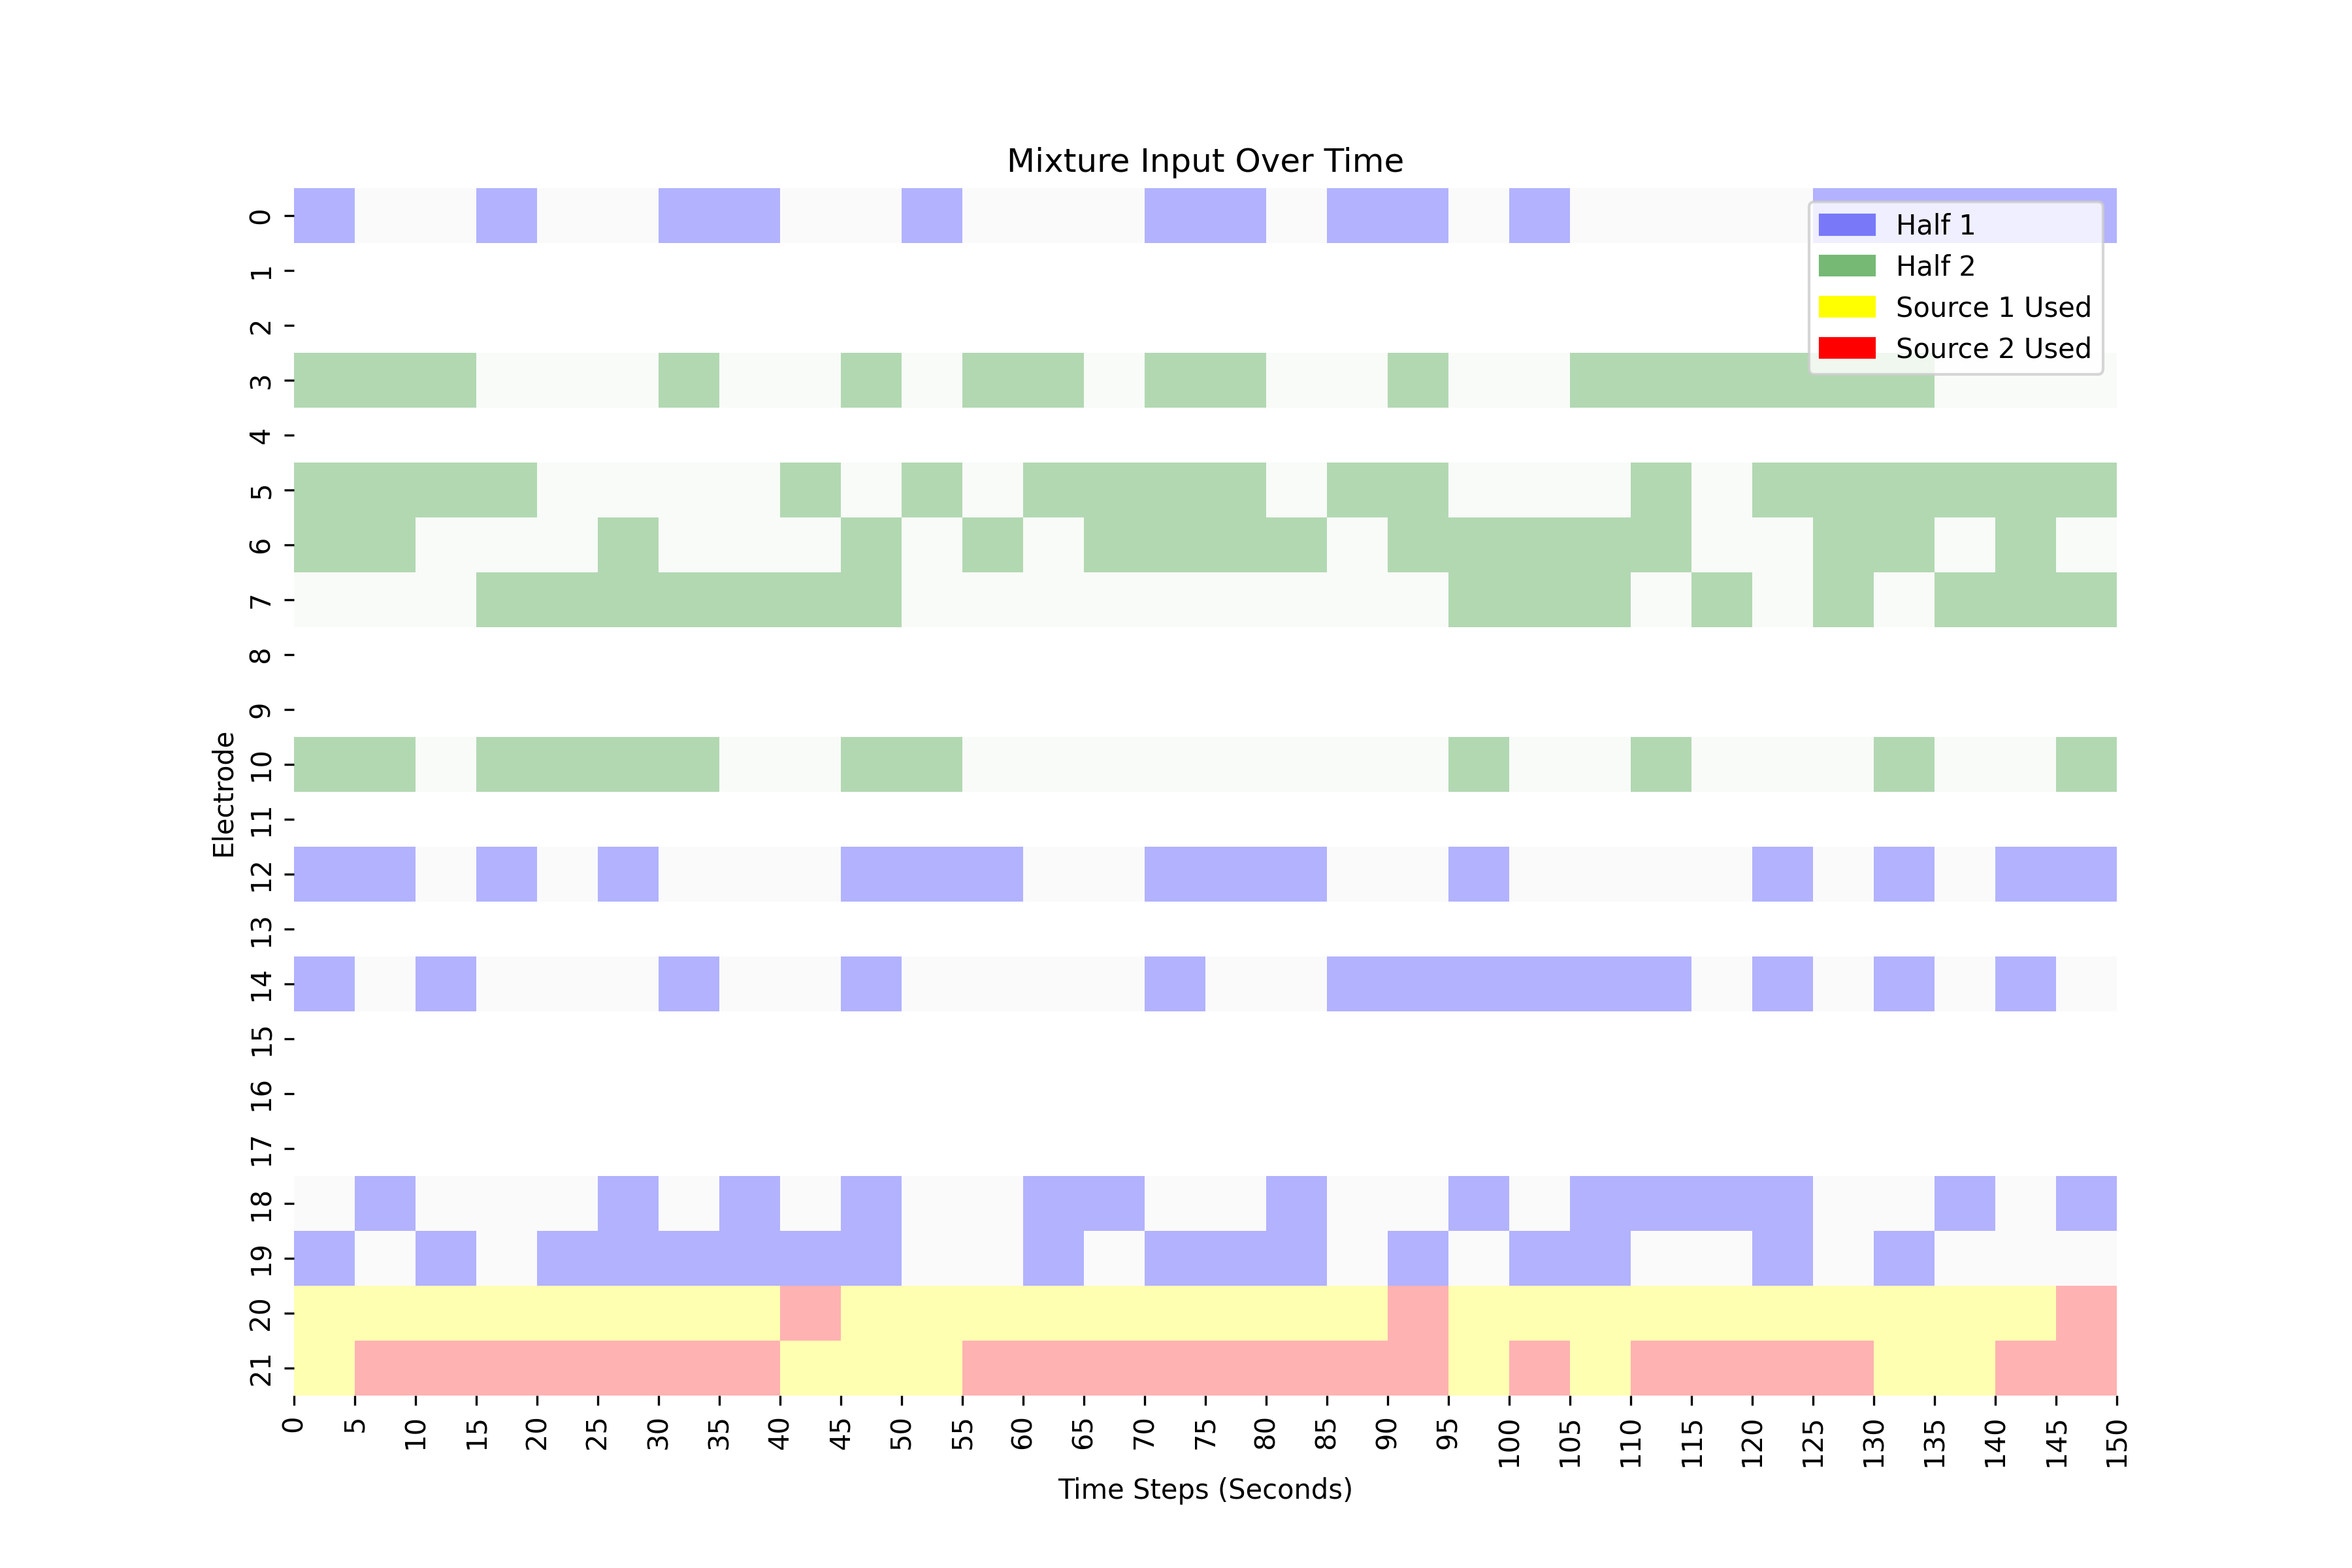 Mixture Input Over Time
Half 1
Half 2
Source 1 Used
Source 2 Used
Electrode
0
1
2
3
4
5
6
7
8
9
10
11
12
13
14
15
16
17
18
19
20
21
0 5 10 15 20 25 30 35 40 45 50 55 60 65 70 75 80 85 90 95 100 105 110 115 120 125 130 135 140 145 150
Time Steps (Seconds)